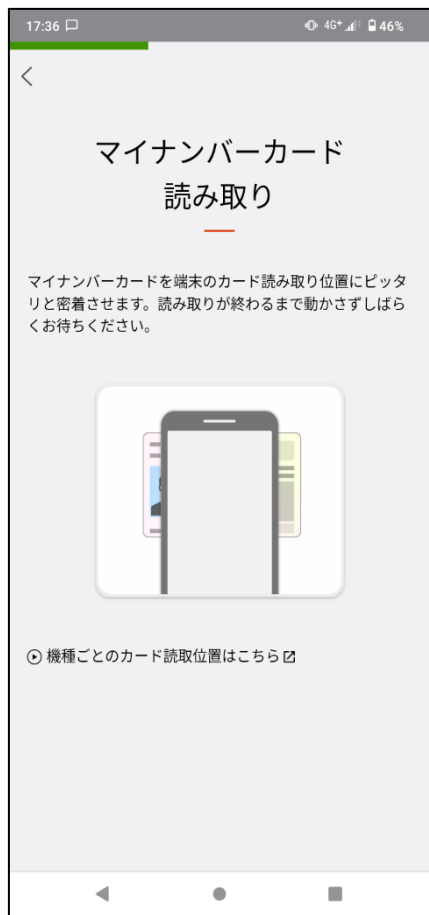 17:36 4G+ 46%
マイナンバーカード
読み取り
マイナンバーカードを端末のカード読み取り位置にピッタ
リと密着させます。読み取りが終わるまで動かさずしばら
くお待ちください。
機種ごとのカード読取位置はこちら